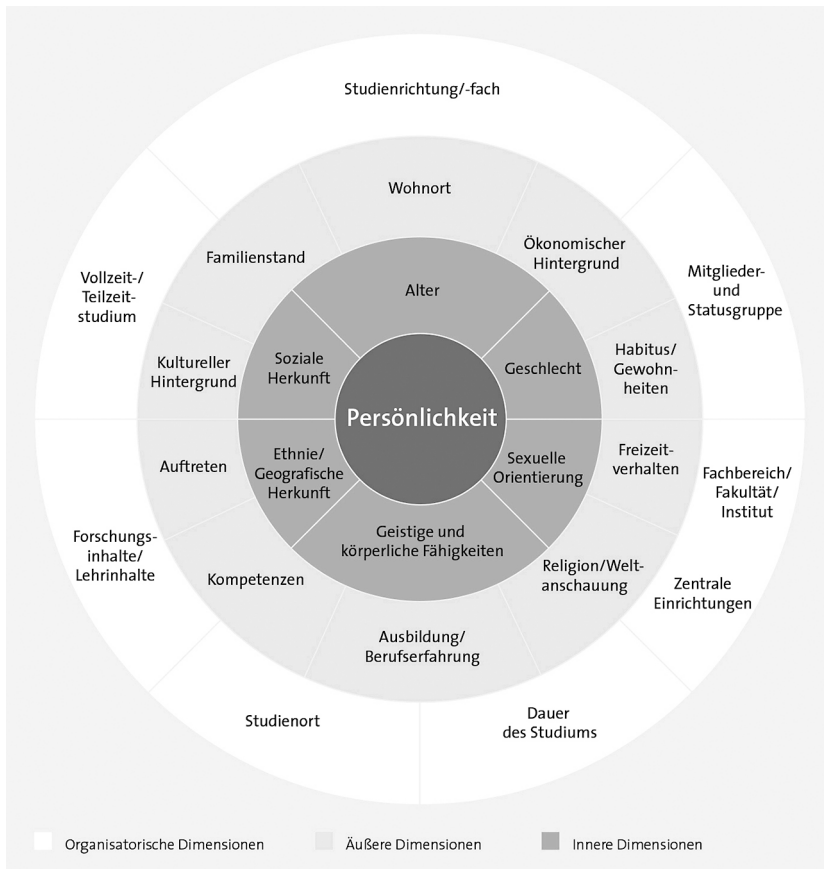 Studienrichtung/-fach
Wohnort
Ökonomischer
Hintergrund
Familienstand
Vollzeit-/
Teilzeit-
studium
Mitglieder-
und
Statusgruppe
Alter
Kultureller
Hintergrund
Soziale
Herkunft
Geschlecht
Habitus/
Gewohn-
heiten
Persönlichkeit
Auftreten
Ethnie/
Geografische
Herkunft
Sexuelle
Orientierung
Freizeit-
verhalten
Fachbereich/
Fakultät/
Institut
Forschungs-
inhalte/
Lehrinhalte
Geistige und
körperliche Fähigkeiten
Kompetenzen
Religion/Welt-
anschauung
Zentrale
Einrichtungen
Ausbildung/
Berufserfahrung
Studienort
Dauer
des Studiums
Organisatorische Dimensionen
Äußere Dimensionen
Innere Dimensionen